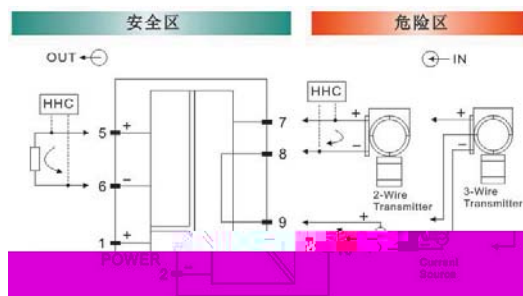 安全区
危险区
OUT
IN
HHC
HHC
+
5
7
+
+
-
8
-
6
-
2-Wire
Transmitter
3-Wire
Transmitter
9
+
1
+
POWER
2
Current
Source